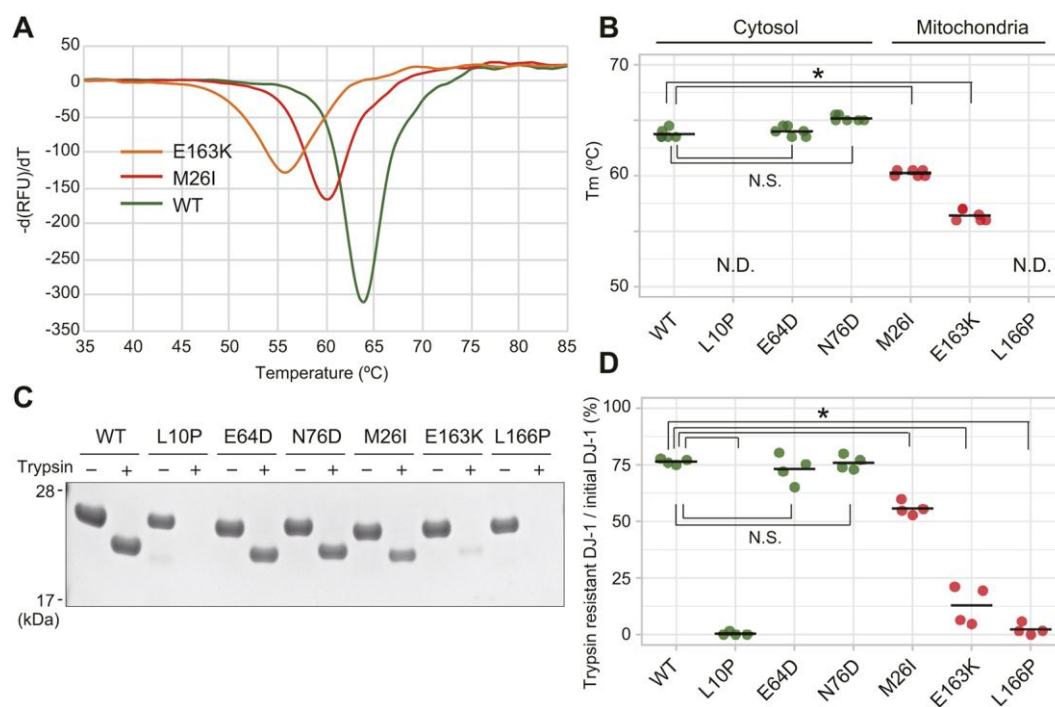 A
50
0
-50
-100
-150
-200
-250
-300
-350
-d(RFU)/dT
E163K
M26I
WT
35 40 45 50 55 60 65 70 75 80 85
Temperature (ºC)
B
Cytosol Mitochondria
70
60
50
Tm (ºC)
*
N.S.
N.D. N.D.
WT L10P E64D N76D M26I E163K L166P
C
WT L10P E64D N76D M26I E163K L166P
Trypsin − + − + − + − + − + − + − +
28
17
(kDa)
D
Trypsin resistant DJ-1 / initial DJ-1 (%)
100
75
50
25
0
*
N.S.
WT L10P E64D N76D M26I E163K L166P